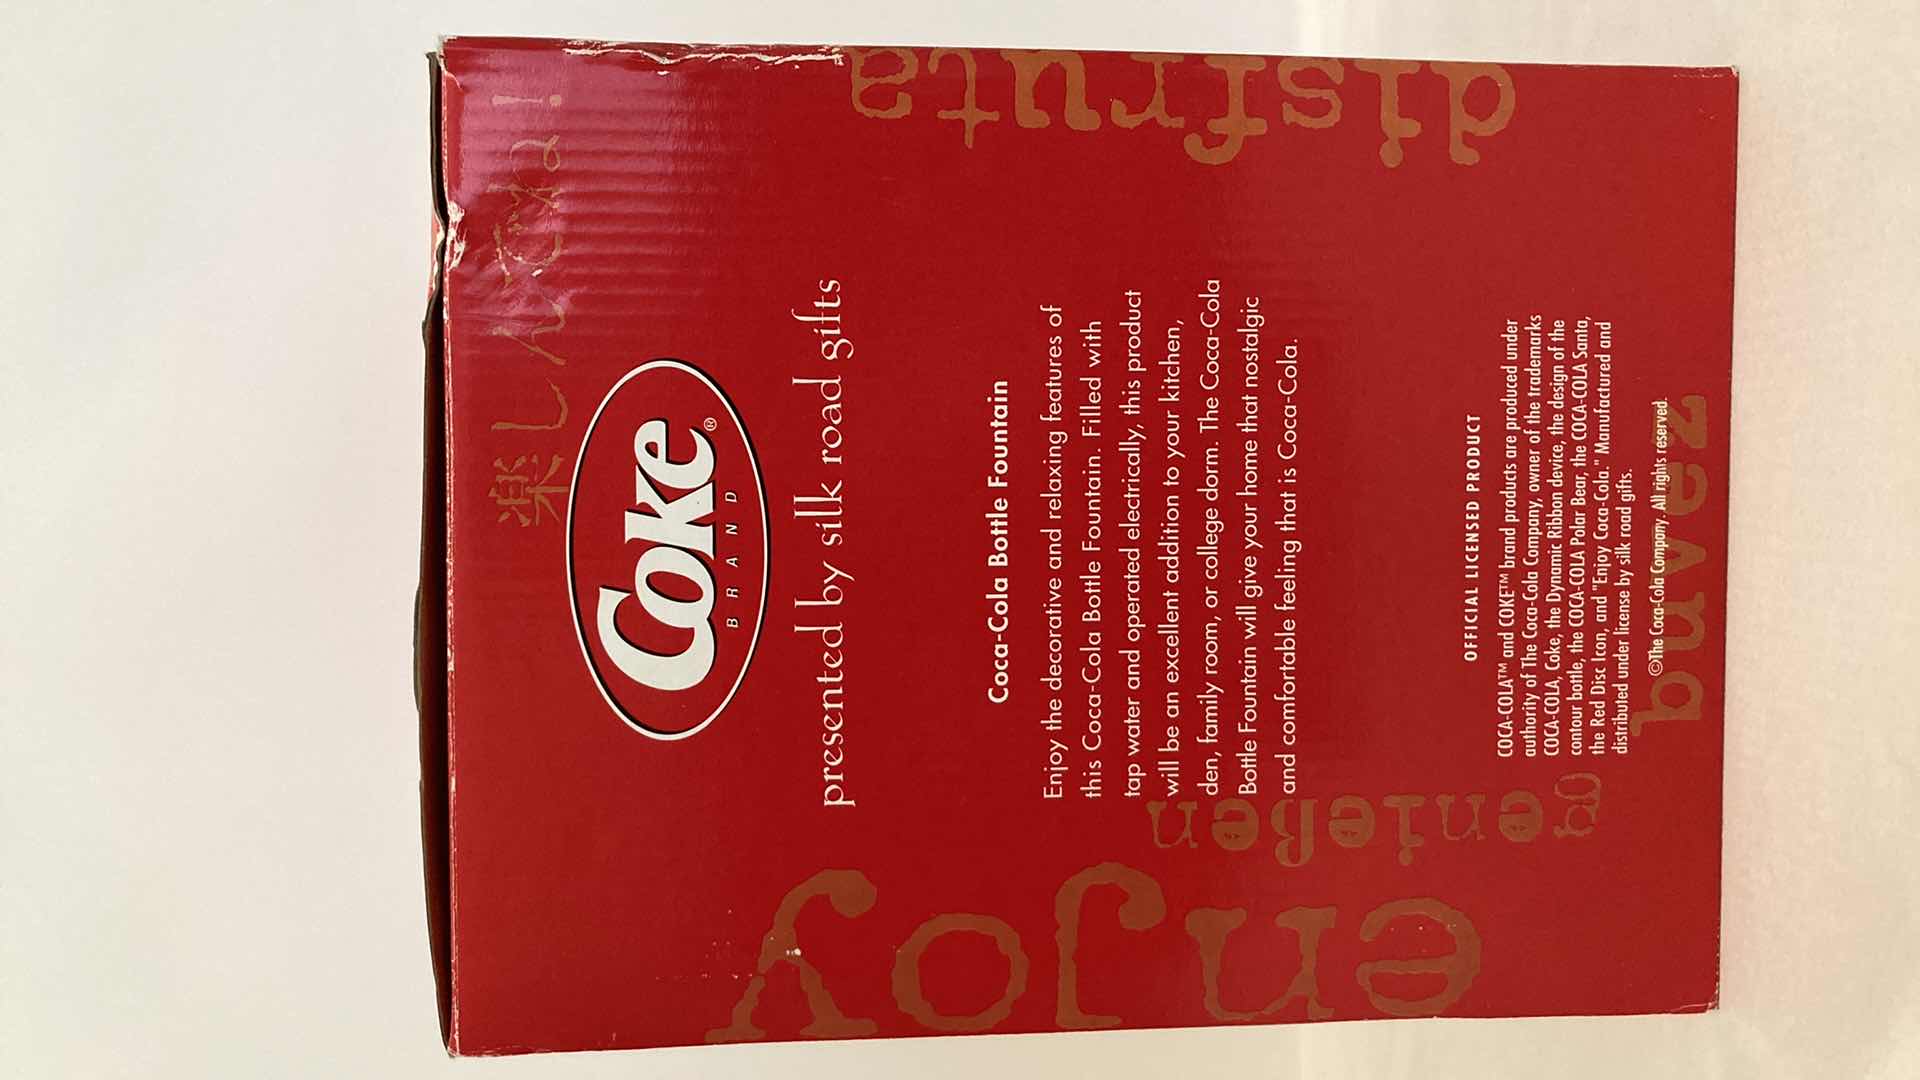 楽しんでね!
Coke®
BRAND
presented by silk road gifts
disfruta
Coca-Cola Bottle Fountain
Enjoy the decorative and relaxing features of
this Coca-Cola Bottle Fountain. Filled with
tap water and operated electrically, this product
will be an excellent addition to your kitchen,
den, family room, or college dorm. The Coca-Cola
Bottle Fountain will give your home that nostalgic
and comfortable feeling that is Coca-Cola.
enjoy
genießen
OFFICIAL LICENSED PRODUCT
COCA-COLA™ and COKE™ brand products are produced under
authority of The Coca-Cola Company, owner of the trademarks
COCA-COLA, Coke, the Dynamic Ribbon device, the design of the
contour bottle, the COCA-COLA Polar Bear, the COCA-COLA Santa,
the Red Disc Icon, and "Enjoy Coca-Cola." Manufactured and
distributed under license by silk road gifts.
©The Coca-Cola Company. All rights reserved.
buvez